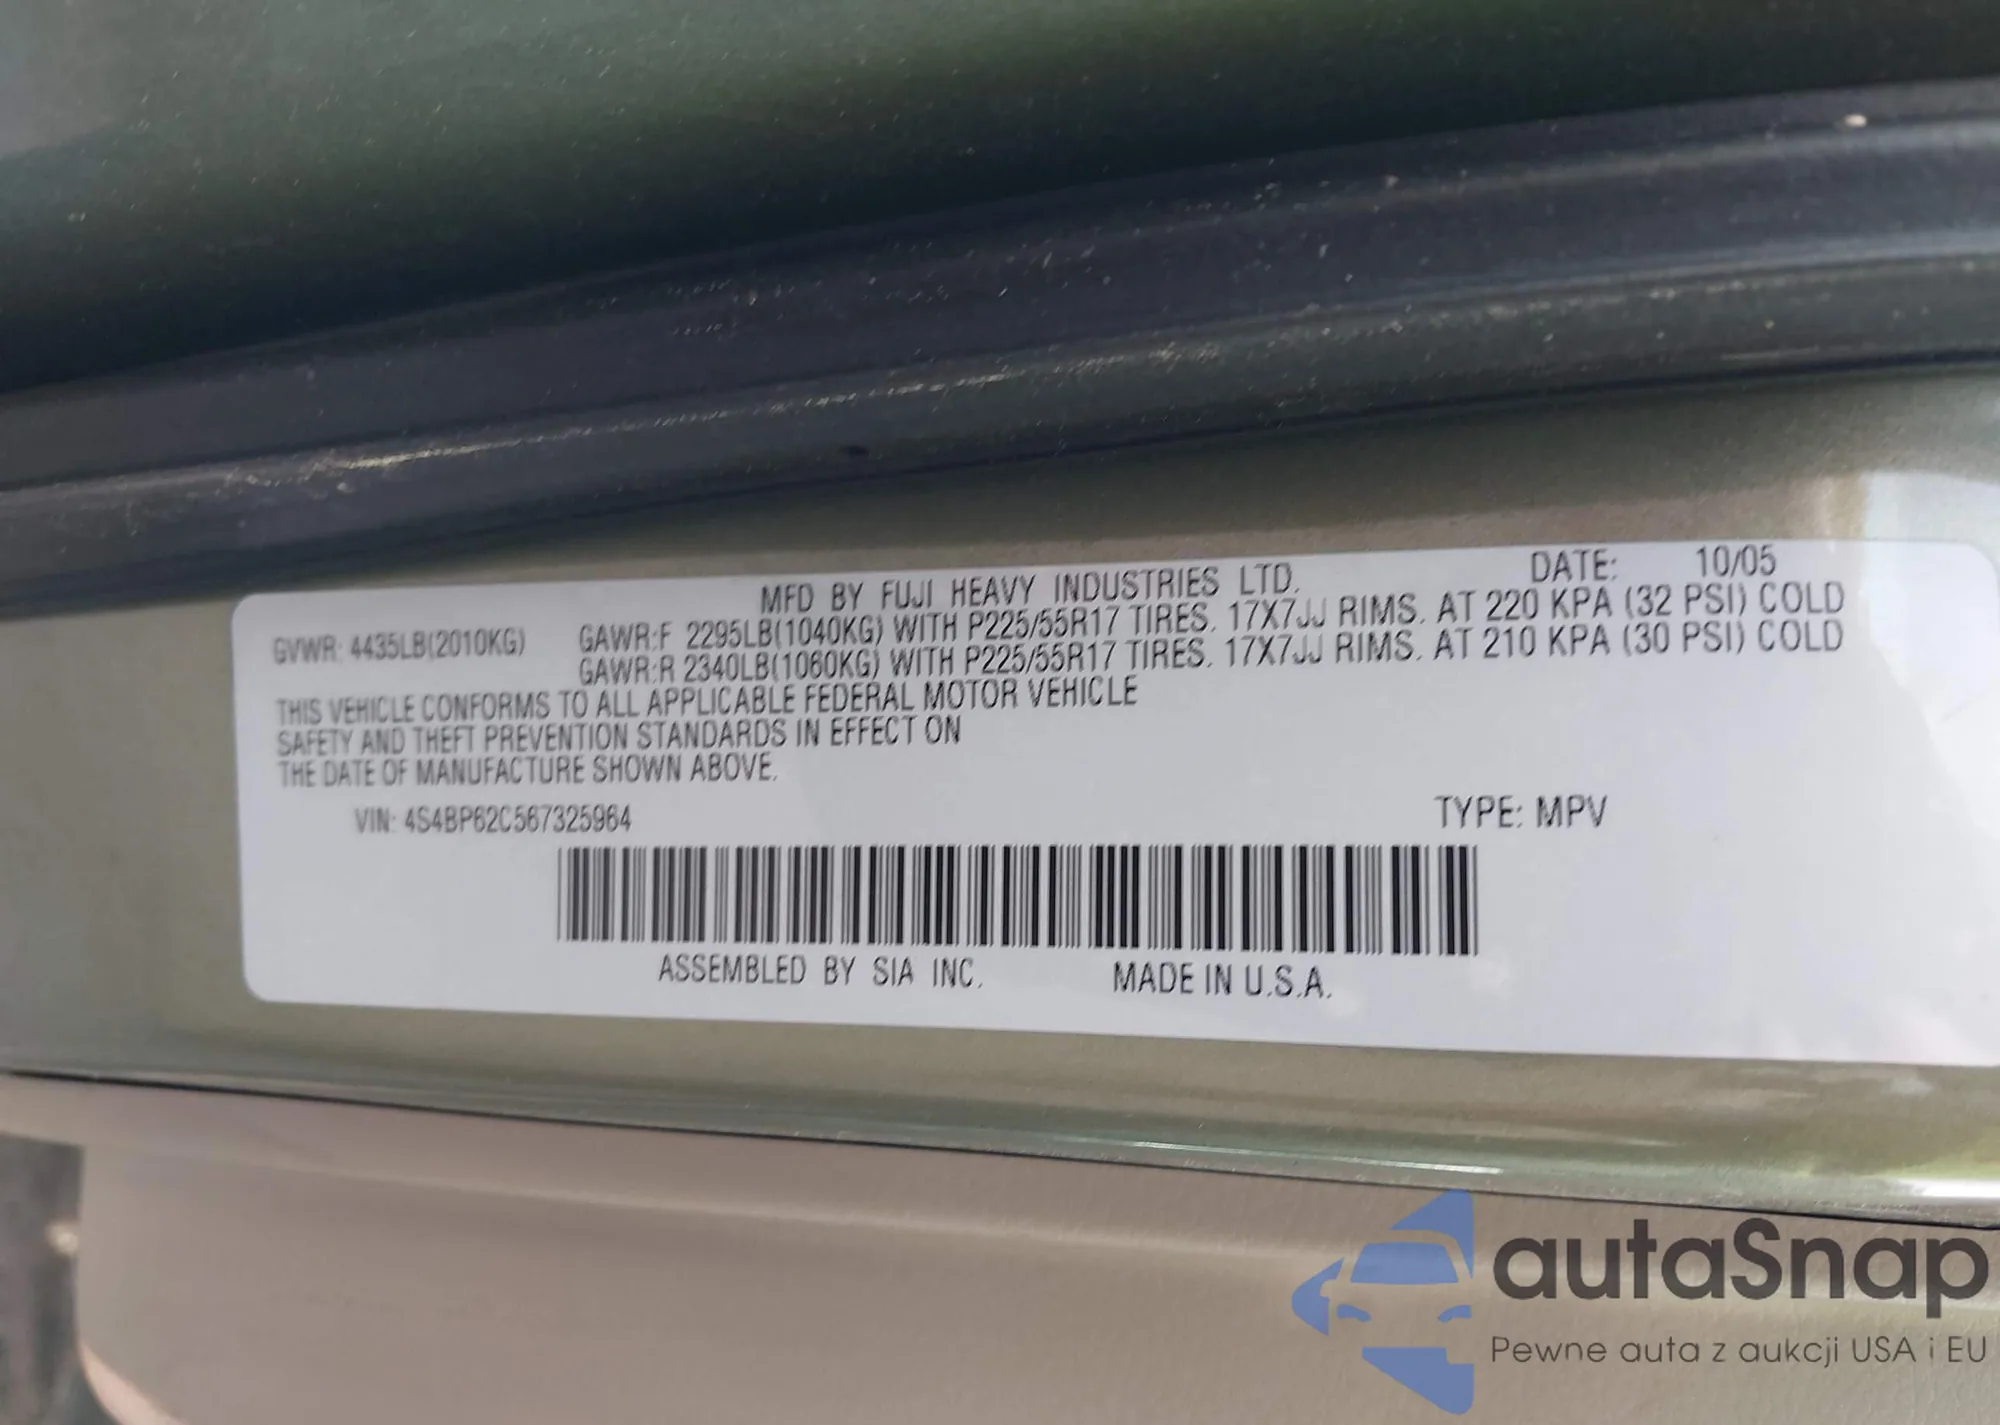 MFD BY FUJI HEAVY INDUSTRIES LTD. DATE: 10/05
GVWR: 4435LB(2010KG) GAWR:F 2295LB(1040KG) WITH P225/55R17 TIRES. 17X7JJ RIMS. AT 220 KPA (32 PSI) COLD
GAWR:R 2340LB(1060KG) WITH P225/55R17 TIRES. 17X7JJ RIMS. AT 210 KPA (30 PSI) COLD
THIS VEHICLE CONFORMS TO ALL APPLICABLE FEDERAL MOTOR VEHICLE
SAFETY AND THEFT PREVENTION STANDARDS IN EFFECT ON
THE DATE OF MANUFACTURE SHOWN ABOVE.
VIN: 4S4BP62C567325964 TYPE: MPV
ASSEMBLED BY SIA INC. MADE IN U.S.A.
autaSnap
Pewne auta z aukcji USA i EU